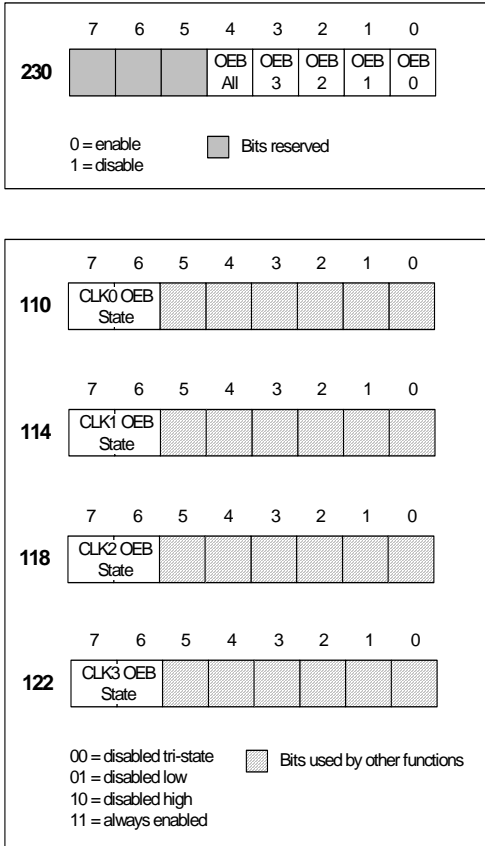 7 6 5 4 3 2 1 0
230 OEB All OEB 3 OEB 2 OEB 1 OEB 0
0 = enable
1 = disable
Bits reserved
7 6 5 4 3 2 1 0
110 CLK0 OEB State
7 6 5 4 3 2 1 0
114 CLK1 OEB State
7 6 5 4 3 2 1 0
118 CLK2 OEB State
7 6 5 4 3 2 1 0
122 CLK3 OEB State
00 = disabled tri-state
01 = disabled low
10 = disabled high
11 = always enabled
Bits used by other functions